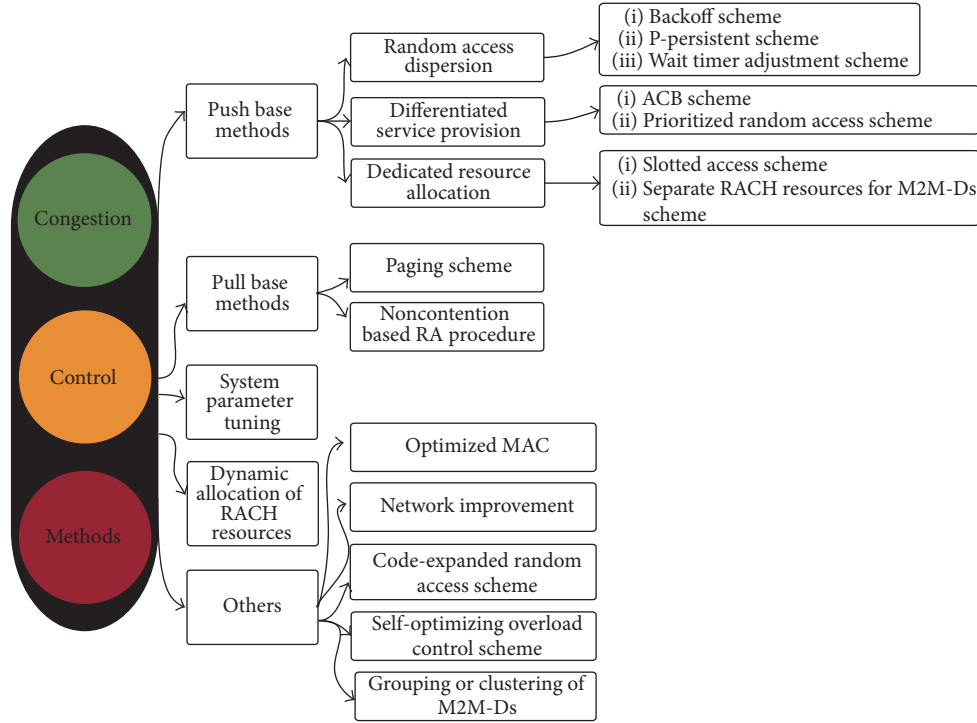 Congestion
Control
Methods
Push base
methods
Random access
dispersion
(i) Backoff scheme
(ii) P-persistent scheme
(iii) Wait timer adjustment scheme
Differentiated
service provision
(i) ACB scheme
(ii) Prioritized random access scheme
Dedicated resource
allocation
(i) Slotted access scheme
(ii) Separate RACH resources for M2M-Ds
scheme
Pull base
methods
Paging scheme
Noncontention
based RA procedure
System
parameter
tuning
Dynamic
allocation of
RACH
resources
Others
Optimized MAC
Network improvement
Code-expanded random
access scheme
Self-optimizing overload
control scheme
Grouping or clustering of
M2M-Ds